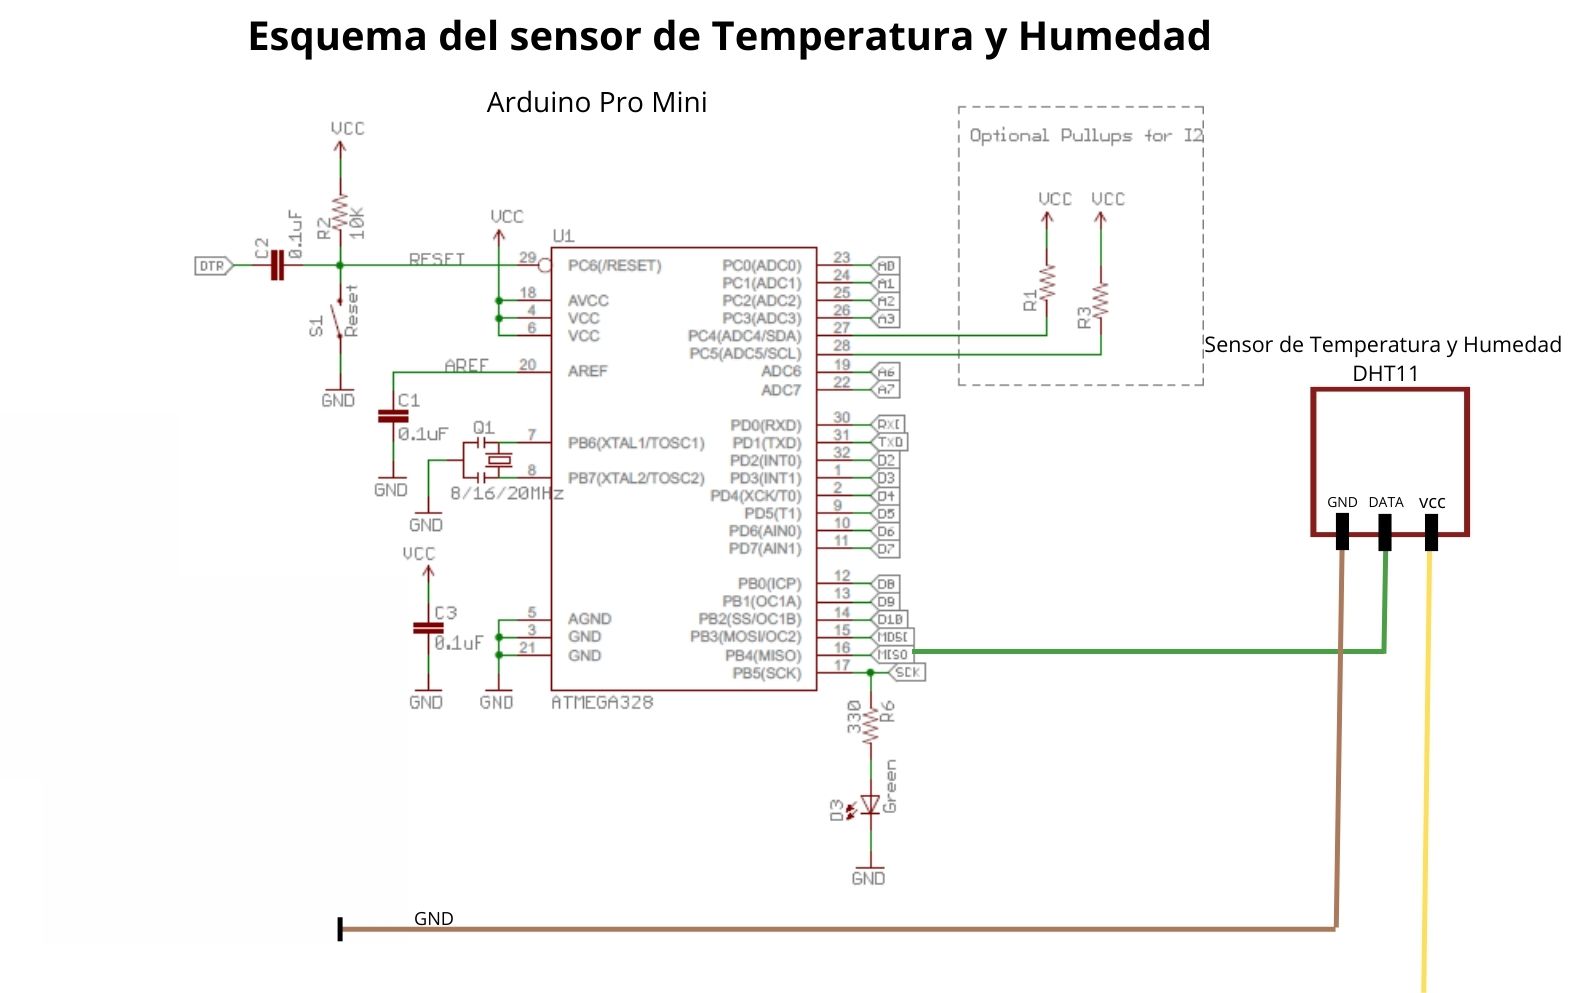 Esquema del sensor de Temperatura y Humedad
Arduino Pro Mini
VCC
Optional Pullups for I2
R2
10K
C2
0.1uF
DTR
RESET
S1
Reset
GND
VCC
U1
VCC
VCC
R1
R3
29 PC6(/RESET)
18 AVCC
4 VCC
6 VCC
20 AREF
AREF
C1
0.1uF
GND
Q1
7 PB6(XTAL1/TOSC1)
8 PB7(XTAL2/TOSC2)
8/16/20MHz
GND
VCC
C3
0.1uF
GND
5 AGND
3 GND
21 GND
GND
ATMEGA328
PC0(ADC0) 23 A0
PC1(ADC1) 24 A1
PC2(ADC2) 25 A2
PC3(ADC3) 26 A3
PC4(ADC4/SDA) 27
PC5(ADC5/SCL) 28
ADC6 19 A6
ADC7 22 A7
PD0(RXD) 30 RXI
PD1(TXD) 31 TXO
PD2(INT0) 32 D2
PD3(INT1) 1 D3
PD4(XCK/T0) 2 D4
PD5(T1) 9 D5
PD6(AIN0) 10 D6
PD7(AIN1) 11 D7
PB0(ICP) 12 D8
PB1(OC1A) 13 D9
PB2(SS/OC1B) 14 D10
PB3(MOSI/OC2) 15 MOSI
PB4(MISO) 16 MISO
PB5(SCK) 17 SCK
330
R6
D3
Green
GND
Sensor de Temperatura y Humedad
DHT11
GND DATA vcc
GND